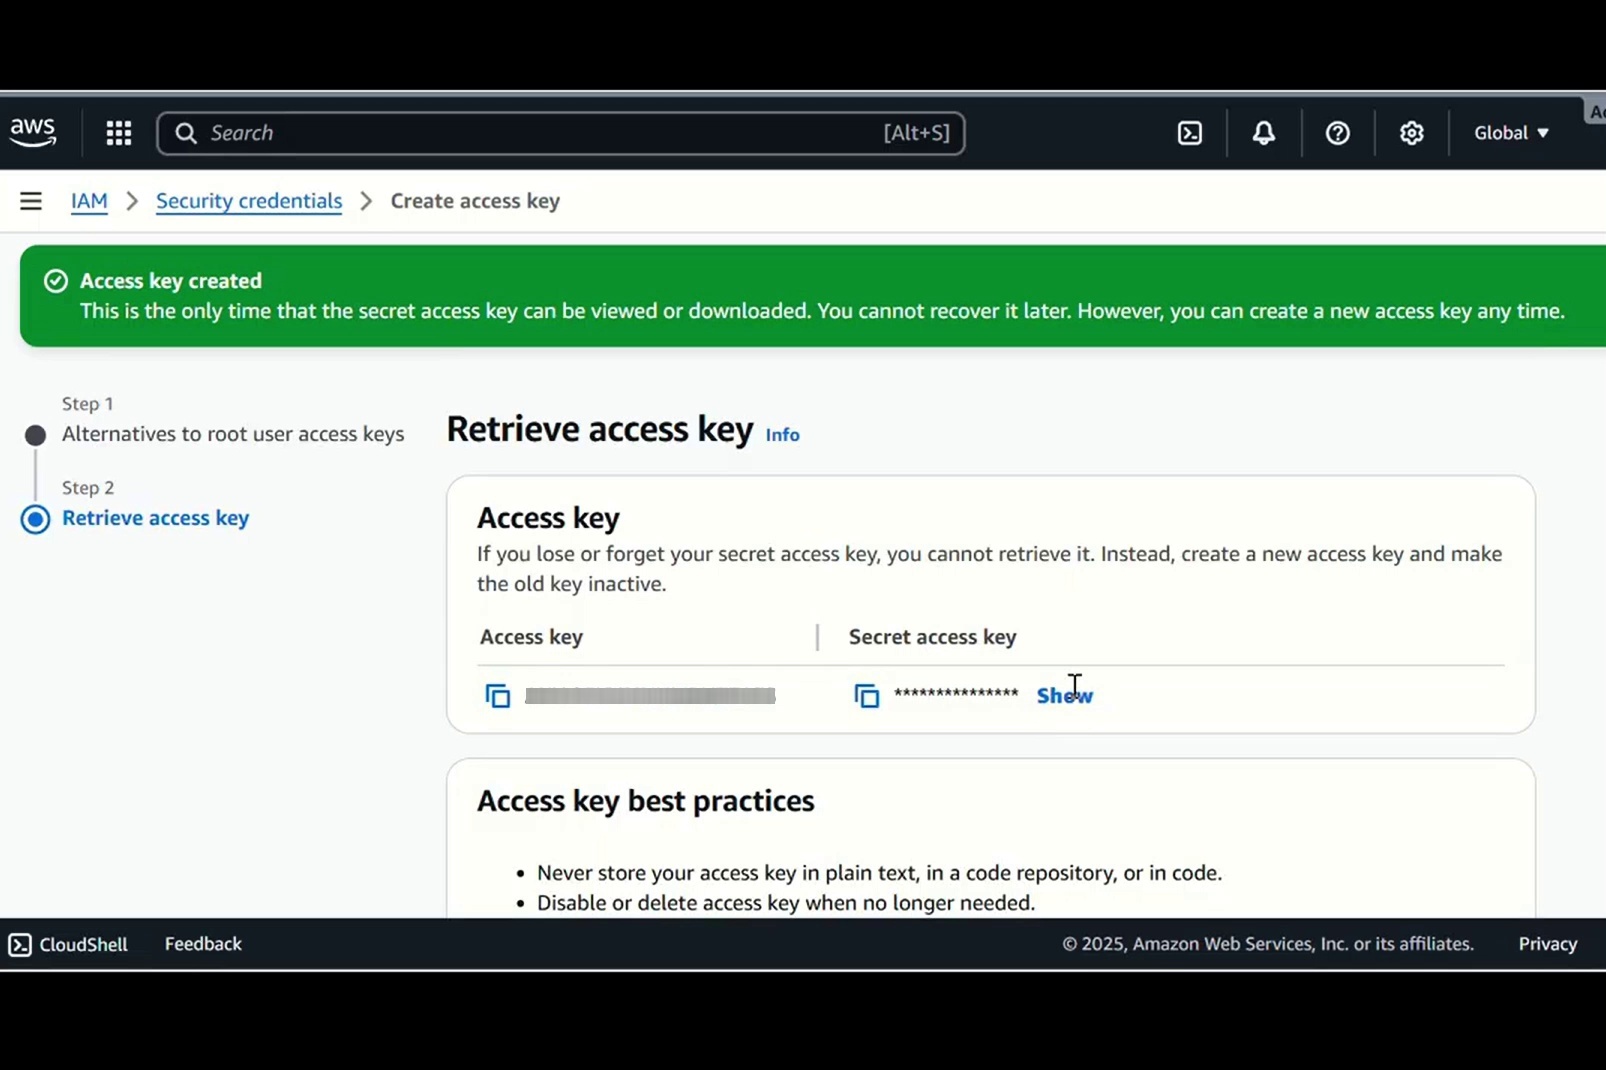 aws
Search [Alt+S]
Global
IAM > Security credentials > Create access key
Access key created
This is the only time that the secret access key can be viewed or downloaded. You cannot recover it later. However, you can create a new access key any time.
Step 1
Alternatives to root user access keys
Step 2
Retrieve access key
Retrieve access key Info
Access key
If you lose or forget your secret access key, you cannot retrieve it. Instead, create a new access key and make
the old key inactive.
Access key | Secret access key
*************** Show
Access key best practices
• Never store your access key in plain text, in a code repository, or in code.
• Disable or delete access key when no longer needed.
CloudShell Feedback © 2025, Amazon Web Services, Inc. or its affiliates. Privacy